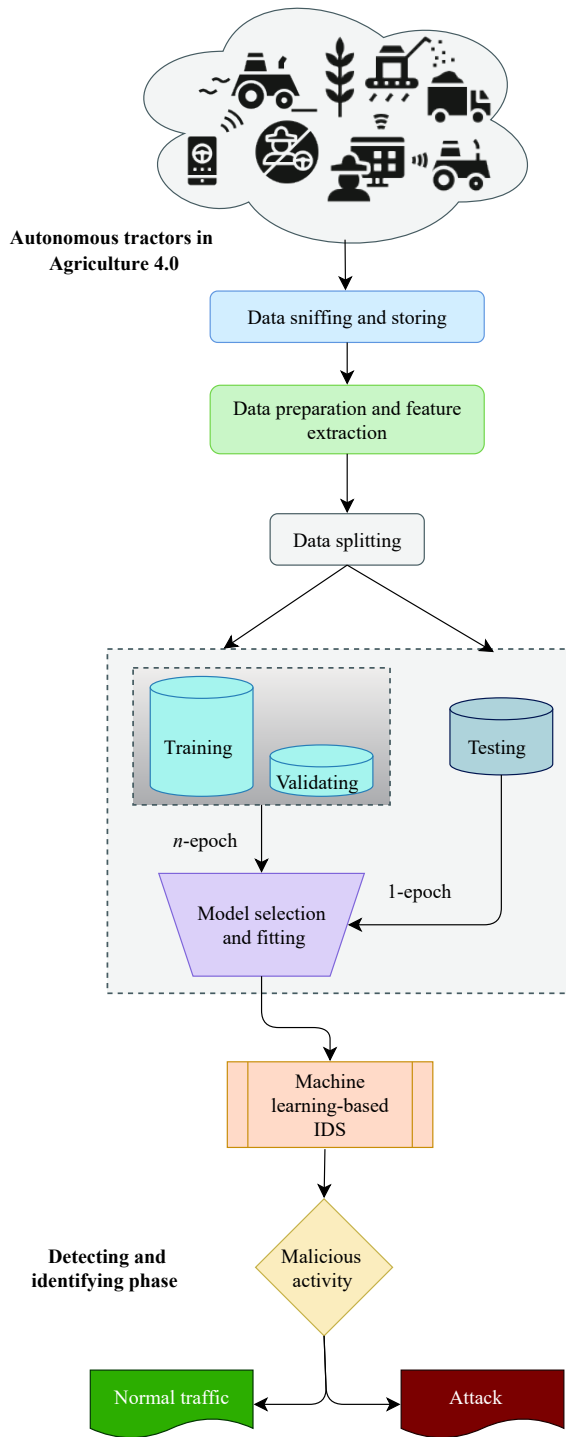 Autonomous tractors in
Agriculture 4.0
Data sniffing and storing
Data preparation and feature
extraction
Data splitting
Training
Validating
Testing
n-epoch
1-epoch
Model selection
and fitting
Machine
learning-based
IDS
Detecting and
identifying phase
Malicious
activity
Normal traffic
Attack